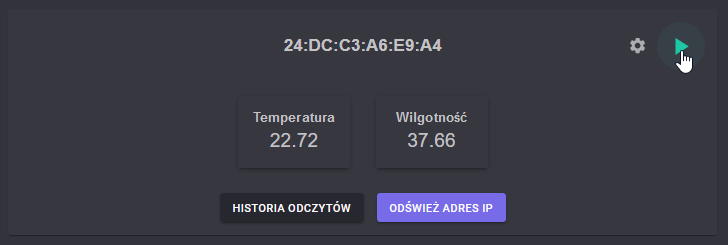 24:DC:C3:A6:E9:A4
Temperatura
22.72
Wilgotność
37.66
HISTORIA ODCZYTÓW
ODŚWIEŻ ADRES IP